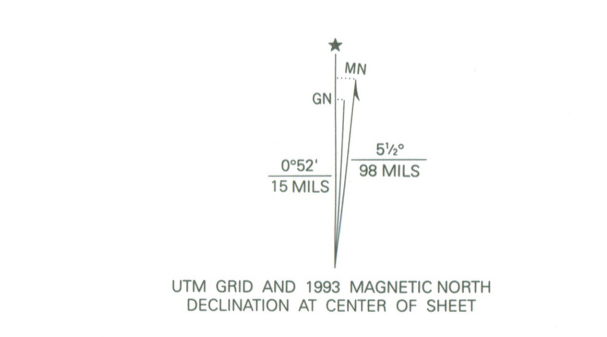 MN
GN
5½°
98 MILS
0°52'
15 MILS
UTM GRID AND 1993 MAGNETIC NORTH
DECLINATION AT CENTER OF SHEET